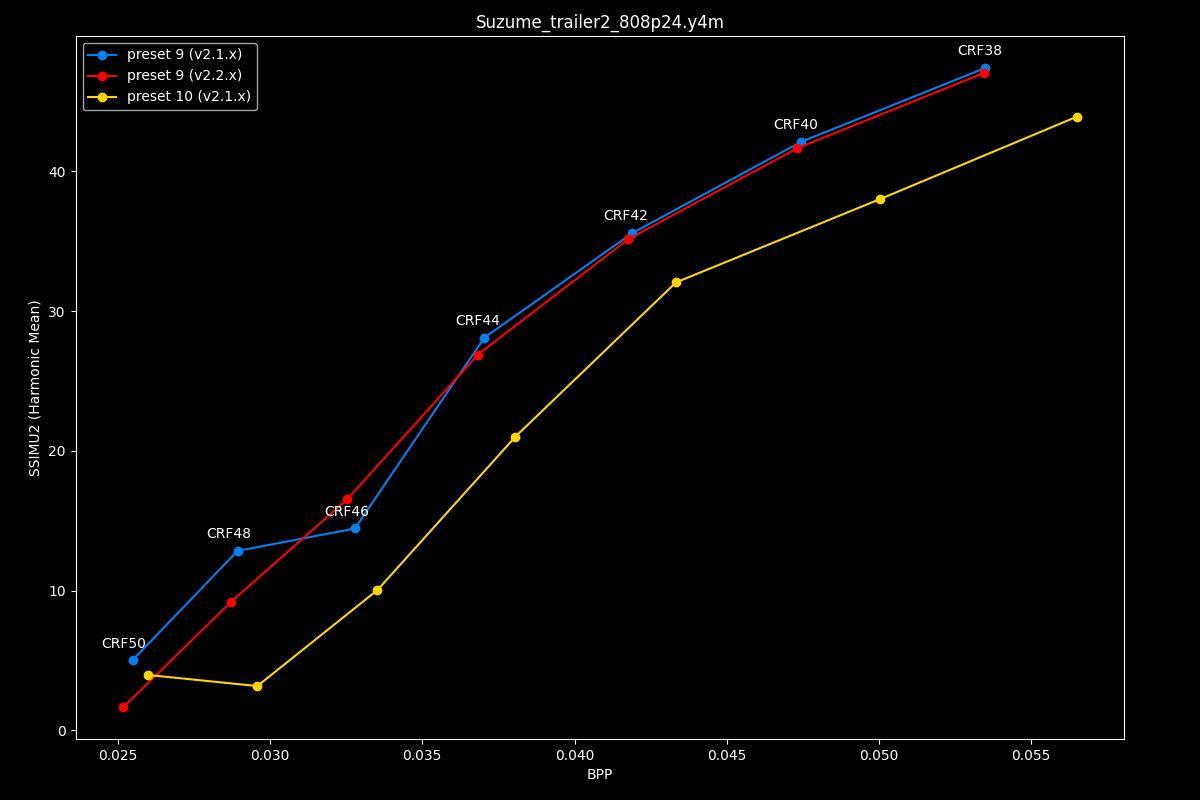 Suzume_trailer2_808p24.y4m
preset 9 (v2.1.x)
preset 9 (v2.2.x)
preset 10 (v2.1.x)
CRF38
CRF40
CRF42
CRF44
CRF46
CRF48
CRF50
SSIMU2 (Harmonic Mean)
40
30
20
10
0
0.025 0.030 0.035 0.040 0.045 0.050 0.055
BPP